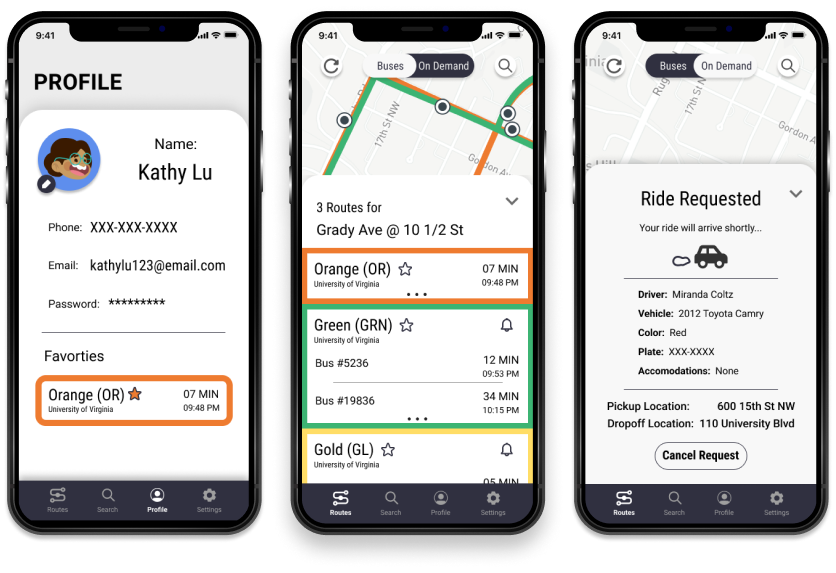 9:41
PROFILE
Name:
Kathy Lu
Phone: XXX-XXX-XXXX
Email: kathylu123@email.com
Password: *********
Favorties
Orange (OR) 07 MIN
University of Virginia 09:48 PM
Routes Search Profile Settings
9:41
Buses On Demand
17th St NW
Gordon Av
3 Routes for
Grady Ave @ 10 1/2 St
Orange (OR) 07 MIN
University of Virginia 09:48 PM
Green (GRN)
University of Virginia
Bus #5236 12 MIN
09:53 PM
Bus #19836 34 MIN
10:15 PM
Gold (GL)
University of Virginia
05 MIN
Routes Search Profile Settings
9:41
Buses On Demand
Rug
17th St N
Gordon A
Ride Requested
Your ride will arrive shortly...
Driver: Miranda Coltz
Vehicle: 2012 Toyota Camry
Color: Red
Plate: XXX-XXXX
Accomodations: None
Pickup Location: 600 15th St NW
Dropoff Location: 110 University Blvd
Cancel Request
Routes Search Profile Settings